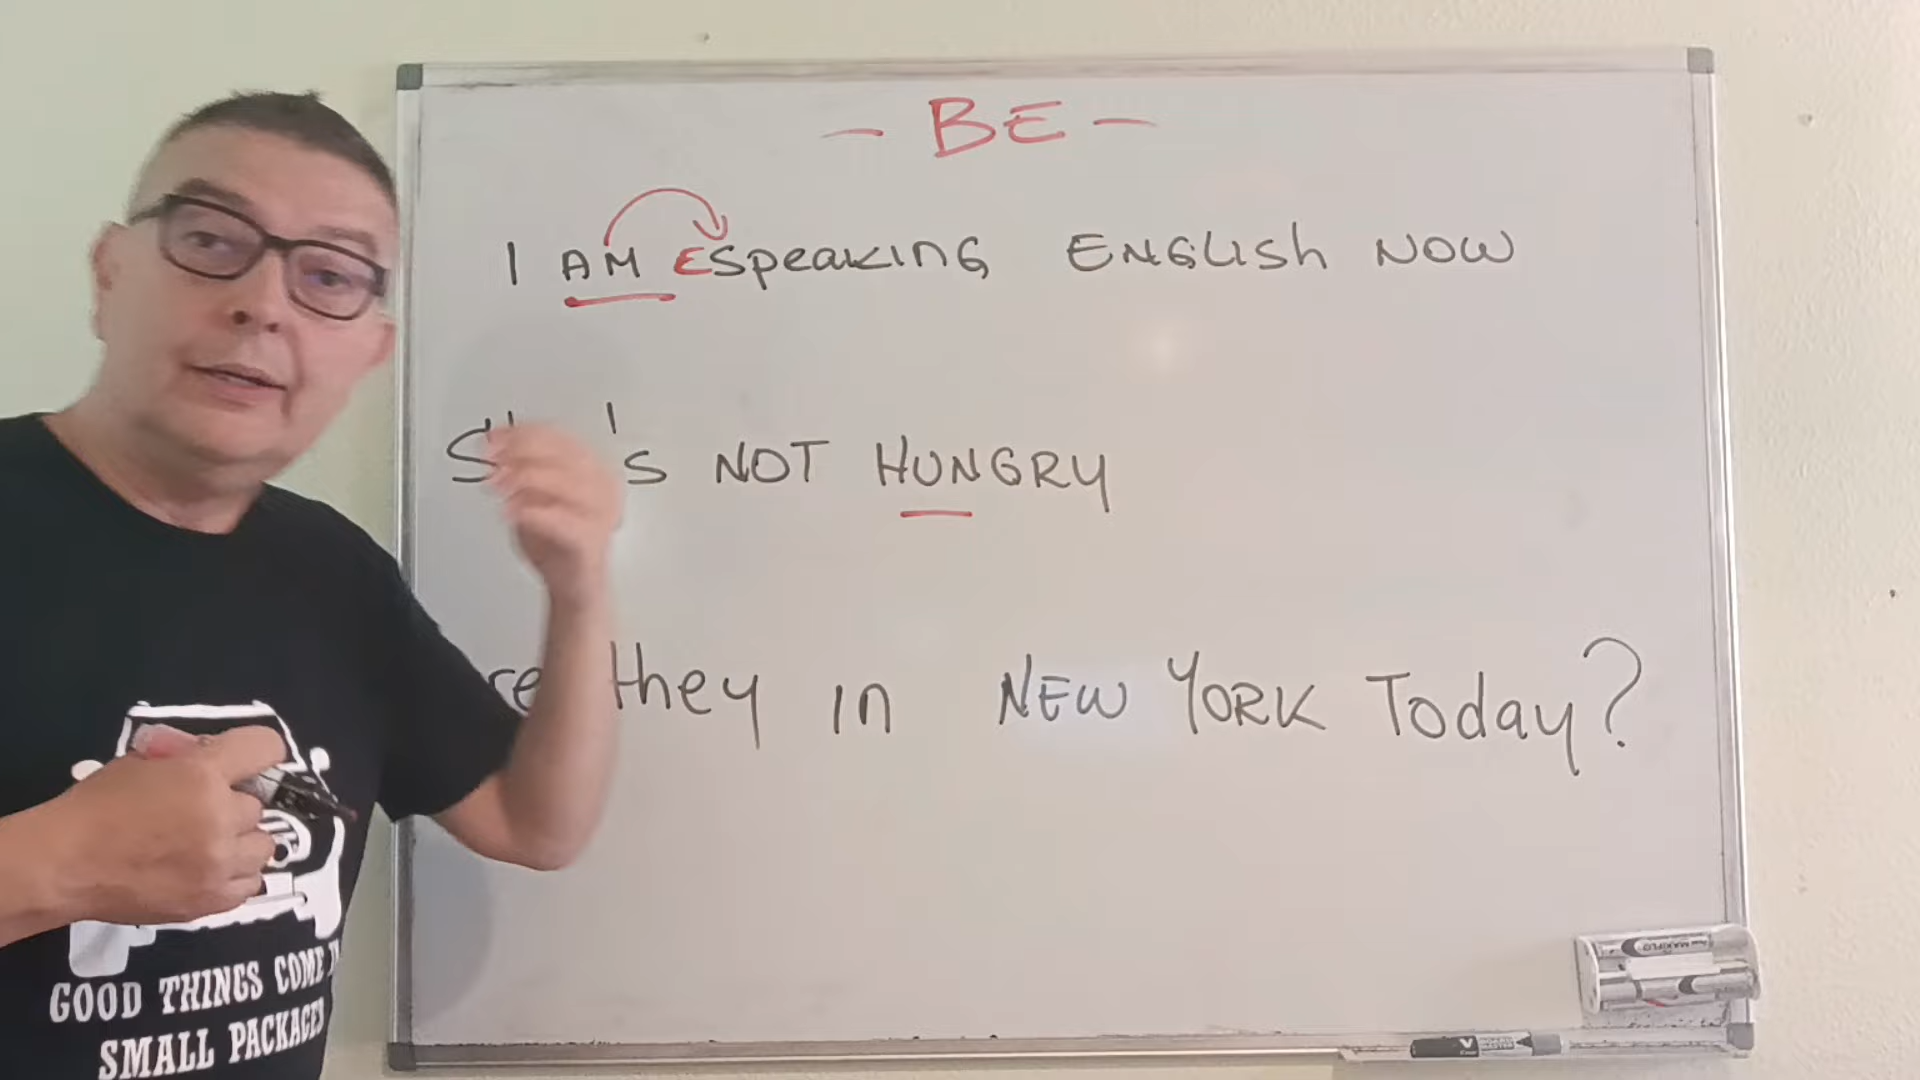 - BE -
I AM Espeaking ENGLISH NOW
's NOT HUNGRY
they in NEW YORK Today?
GOOD THINGS COME
SMALL PACKAGES